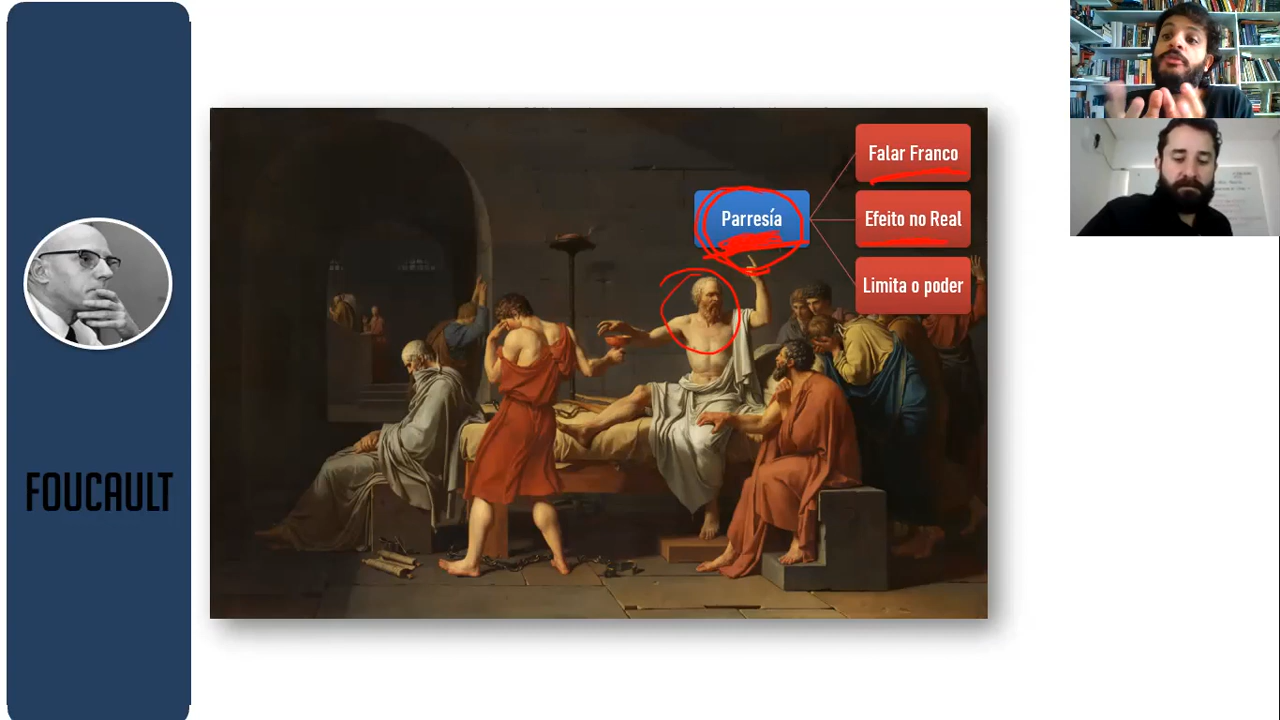 Falar Franco
Parresía
Efeito no Real
Limita o poder
FOUCAULT